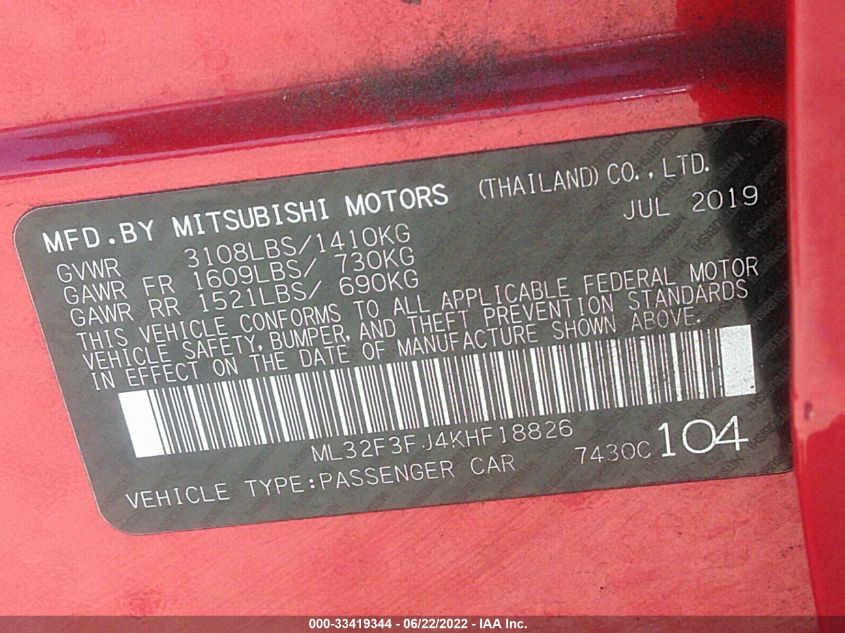 MFD.BY MITSUBISHI MOTORS (THAILAND) CO.,LTD.
JUL 2019
GVWR 3108LBS/1410KG
GAWR FR 1609LBS/ 730KG
GAWR RR 1521LBS/ 690KG
THIS VEHICLE CONFORMS TO ALL APPLICABLE FEDERAL MOTOR
VEHICLE SAFETY, BUMPER, AND THEFT PREVENTION STANDARDS
IN EFFECT ON THE DATE OF MANUFACTURE SHOWN ABOVE.
ML32F3FJ4KHF18826
VEHICLE TYPE:PASSENGER CAR 7430C 104
000-33419344 - 06/22/2022 - IAA Inc.